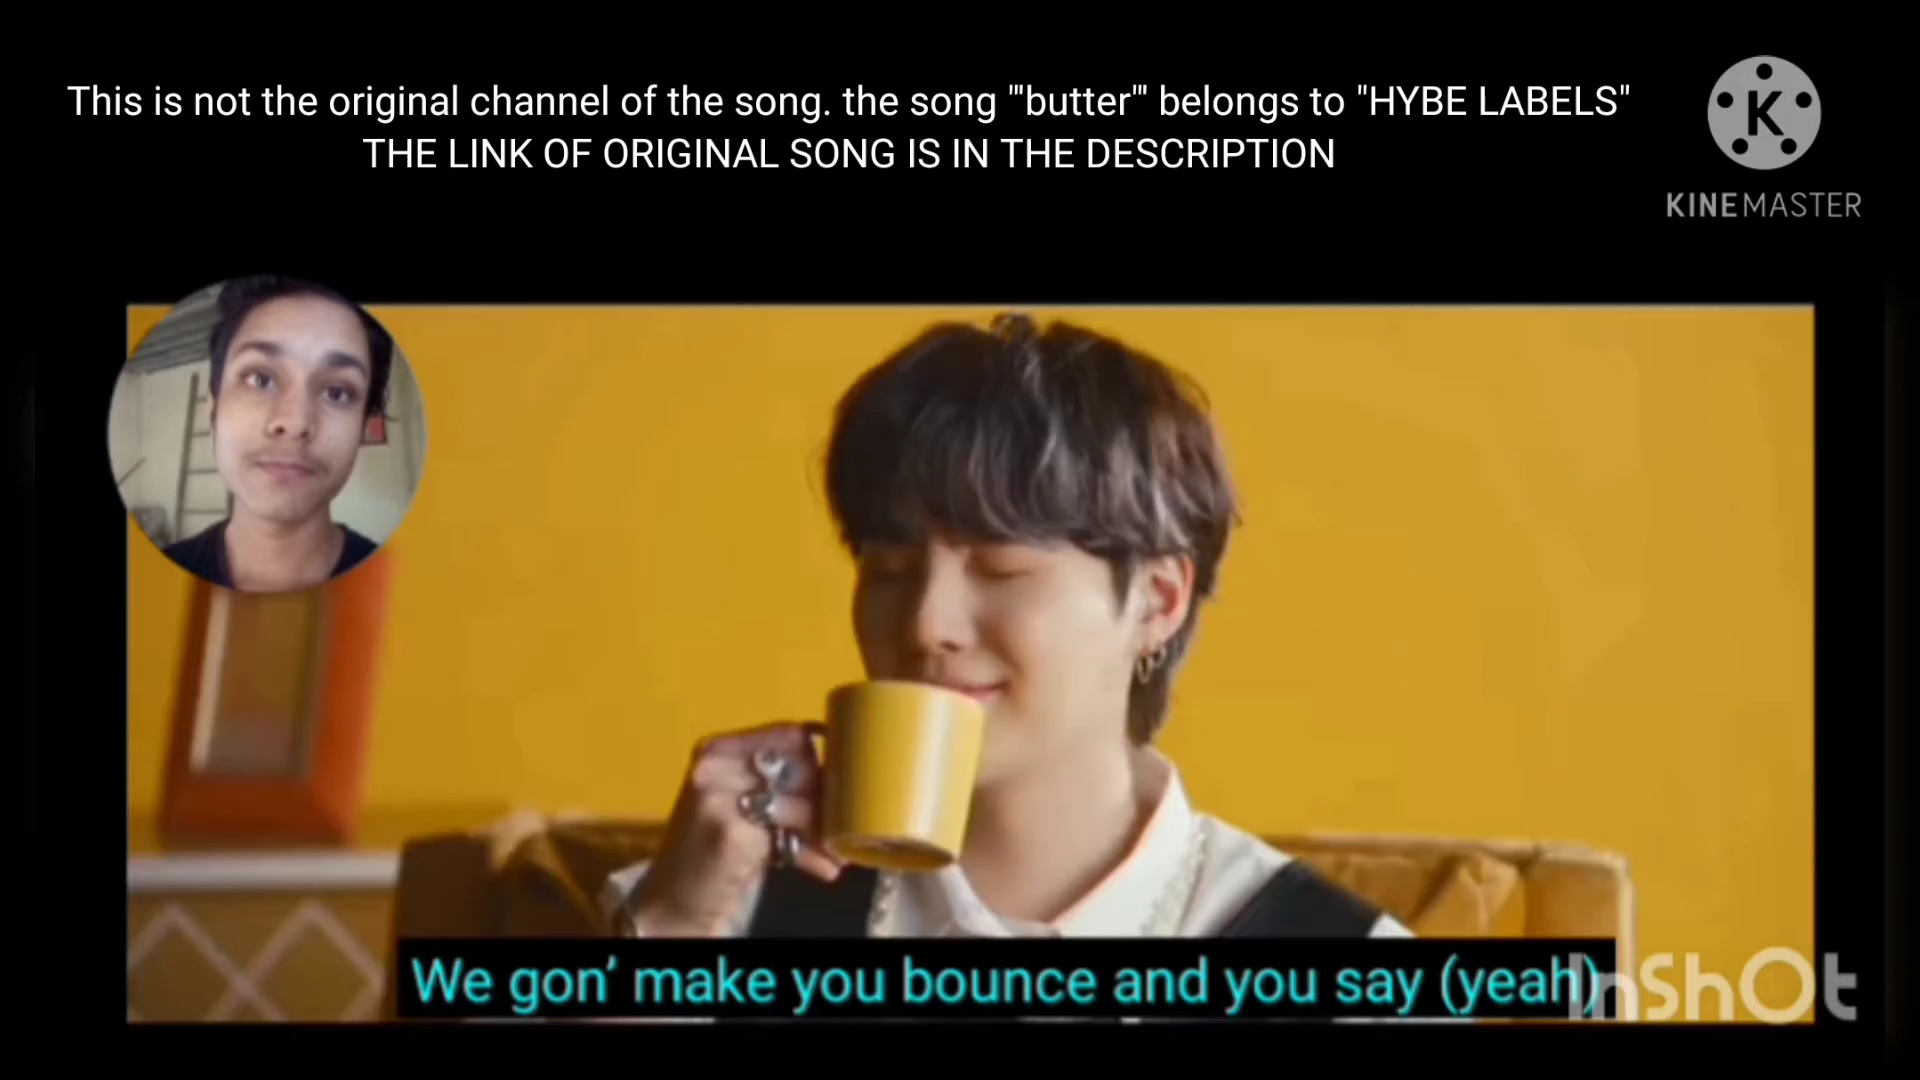 This is not the original channel of the song. the song "'butter"' belongs to "HYBE LABELS"
THE LINK OF ORIGINAL SONG IS IN THE DESCRIPTION
K
KINEMASTER
We gon’ make you bounce and you say (yeah)
InShOt